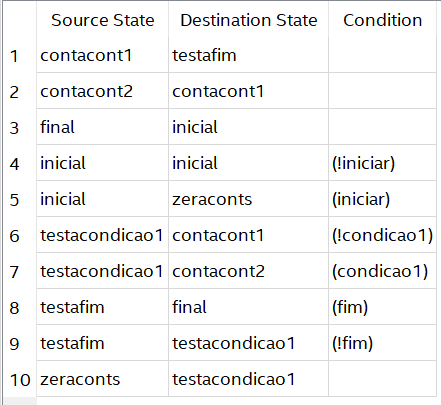 Source State Destination State Condition
1 contacont1 testafim
2 contacont2 contacont1
3 final inicial
4 inicial inicial (!iniciar)
5 inicial zeraconts (iniciar)
6 testacondicao1 contacont1 (!condicao1)
7 testacondicao1 contacont2 (condicao1)
8 testafim final (fim)
9 testafim testacondicao1 (!fim)
10 zeraconts testacondicao1